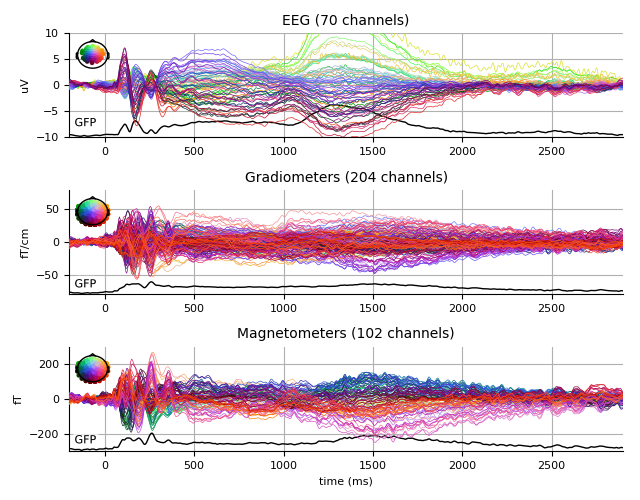 EEG (70 channels)
10
5
0
−5
−10
uV
GFP
0
500
1000
1500
2000
2500
Gradiometers (204 channels)
50
0
−50
fT/cm
GFP
0
500
1000
1500
2000
2500
Magnetometers (102 channels)
200
0
−200
fT
GFP
0
500
1000
1500
2000
2500
time (ms)